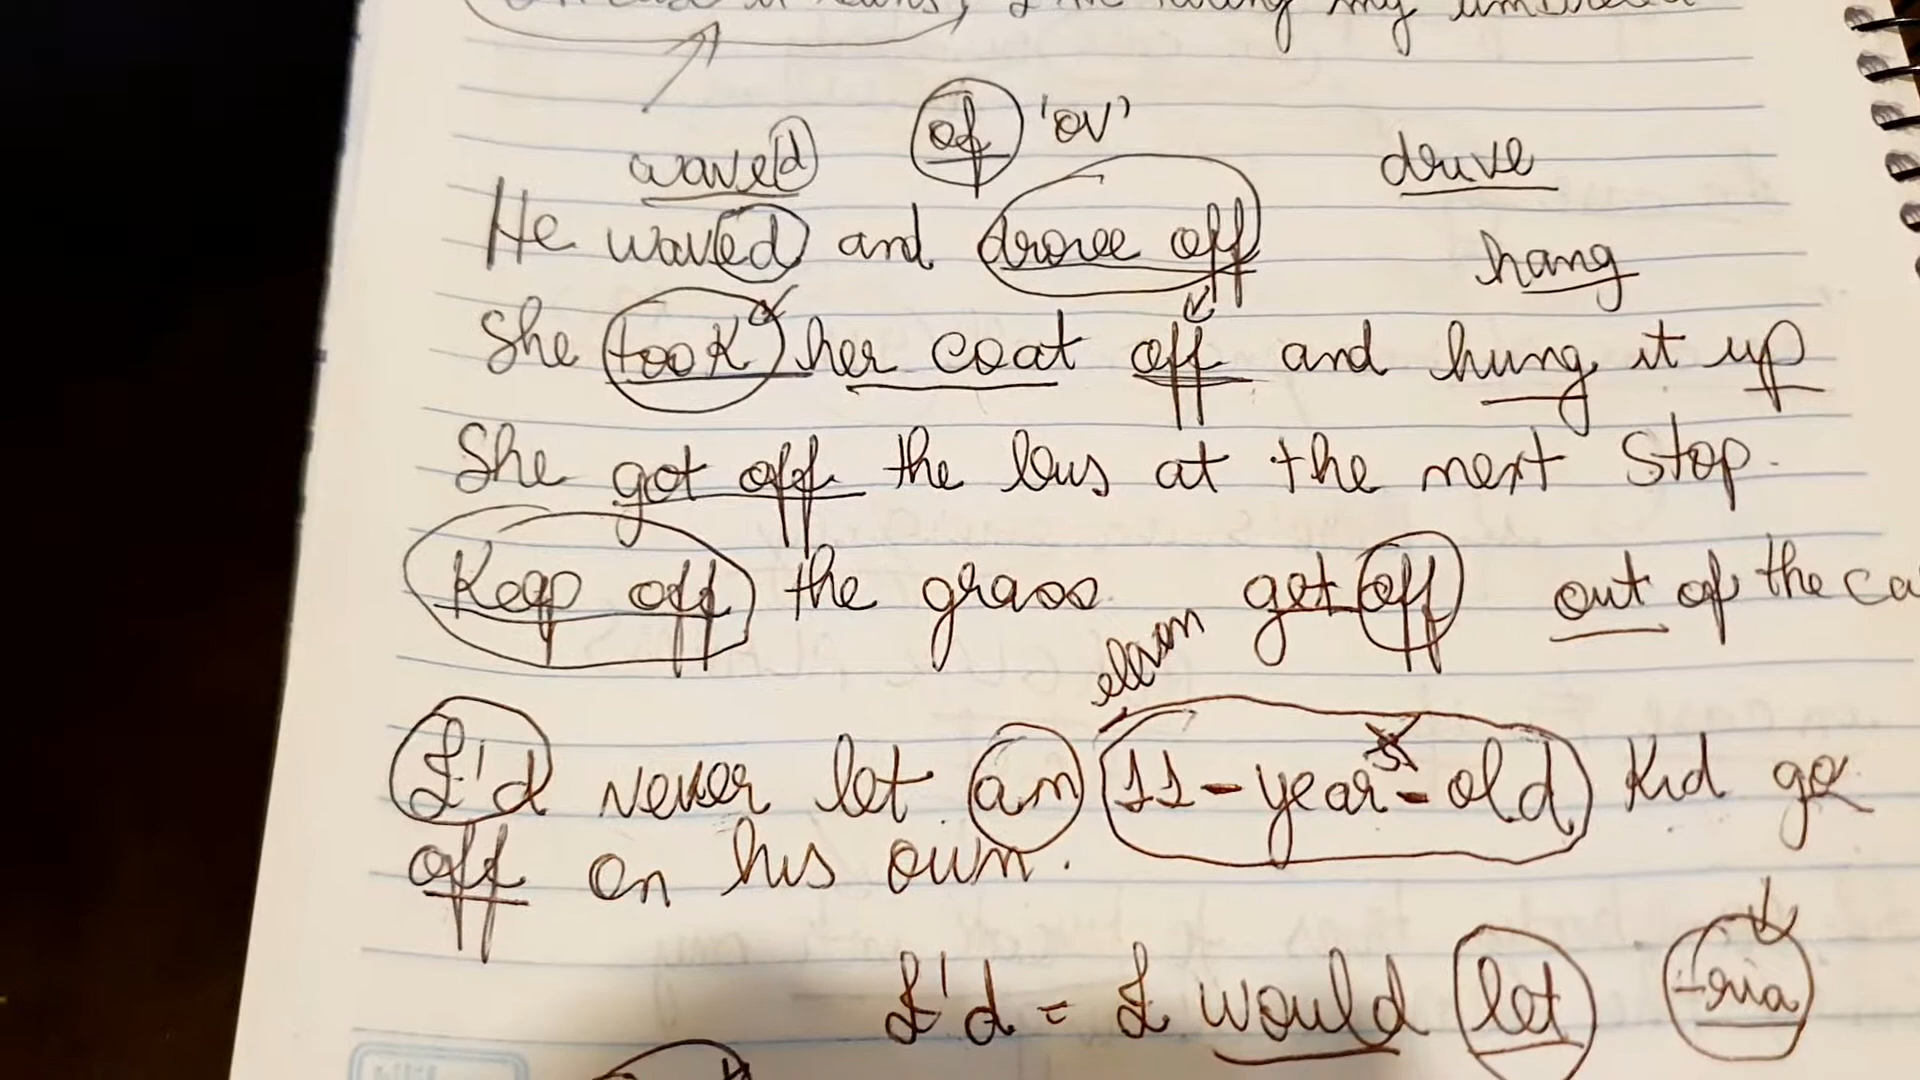 my
waved of 'ov' drive
He waved and drove off hang
She took her coat off and hung it up
She got off the bus at the next stop.
Keep off the grass. get off out of the ca
I'd never let an 11-year-old Kid go
off on his own.
I'd = I would let -ria